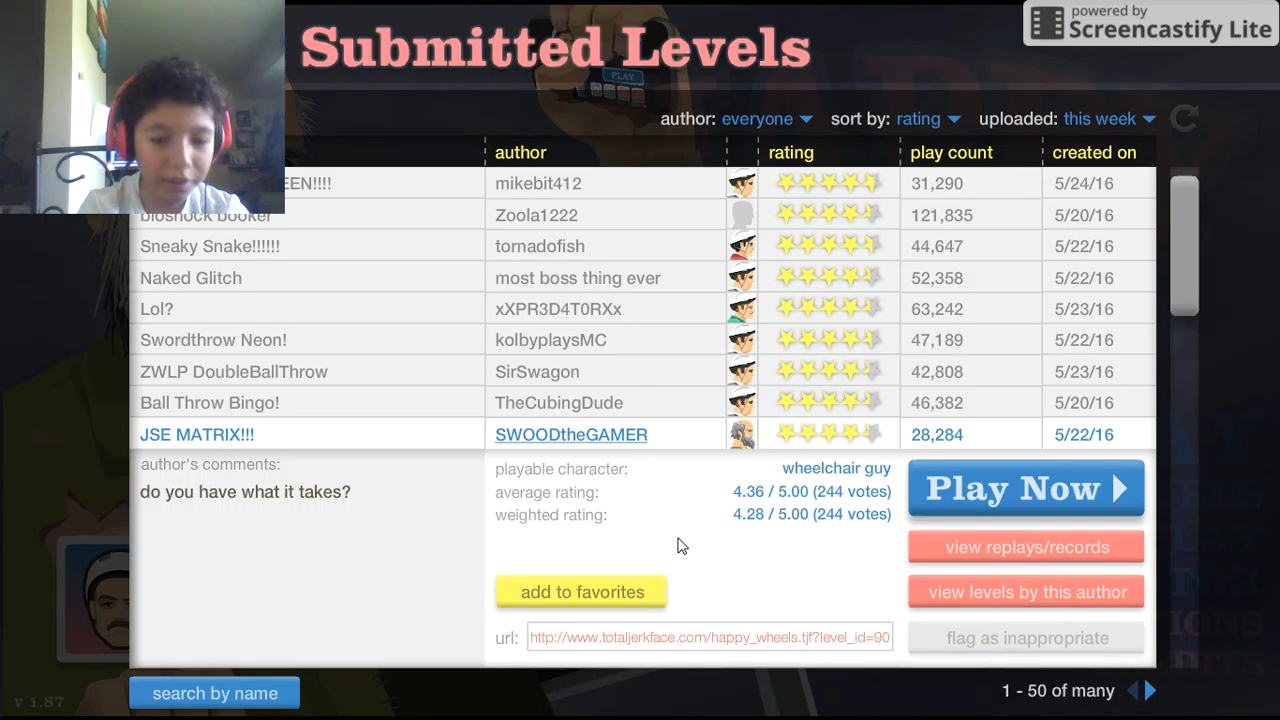 powered by
Screencastify Lite
Submitted Levels
PLAY
author: everyone sort by: rating uploaded: this week
author rating play count created on
EEN!!!! mikebit412 31,290 5/24/16
bioshock booker Zoola1222 121,835 5/20/16
Sneaky Snake!!!!!! tornadofish 44,647 5/22/16
Naked Glitch most boss thing ever 52,358 5/22/16
Lol? xXPR3D4T0RXx 63,242 5/23/16
Swordthrow Neon! kolbyplaysMC 47,189 5/22/16
ZWLP DoubleBallThrow SirSwagon 42,808 5/23/16
Ball Throw Bingo! TheCubingDude 46,382 5/20/16
JSE MATRIX!!! SWOODtheGAMER 28,284 5/22/16
author's comments:
do you have what it takes?
playable character: wheelchair guy
average rating: 4.36 / 5.00 (244 votes)
weighted rating: 4.28 / 5.00 (244 votes)
add to favorites
url: http://www.totaljerkface.com/happy_wheels.tjf?level_id=90
Play Now
view replays/records
view levels by this author
flag as inappropriate
v 1.87
search by name
1 - 50 of many